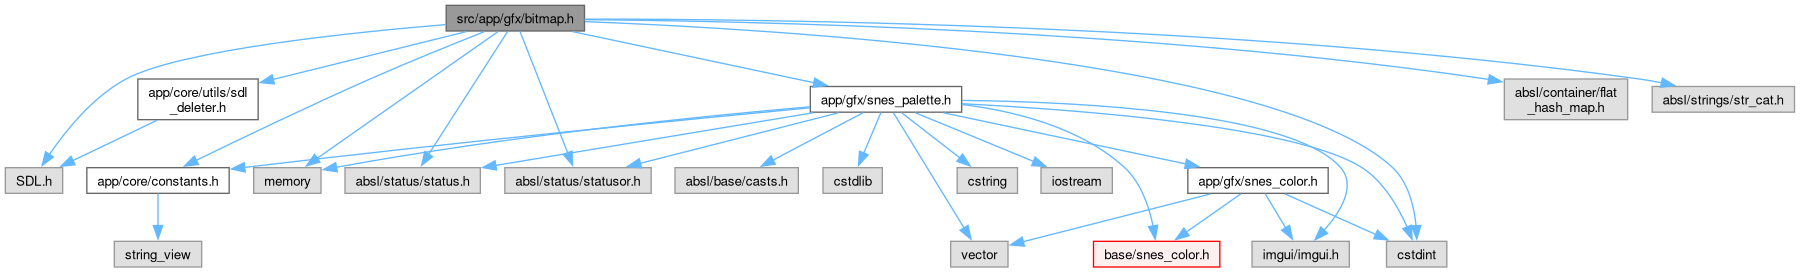 src/app/gfx/bitmap.h
app/core/utils/sdl
_deleter.h
app/gfx/snes_palette.h
absl/container/flat
_hash_map.h
absl/strings/str_cat.h
SDL.h
app/core/constants.h
memory
absl/status/status.h
absl/status/statusor.h
absl/base/casts.h
cstdlib
cstring
iostream
app/gfx/snes_color.h
string_view
vector
base/snes_color.h
imgui/imgui.h
cstdint